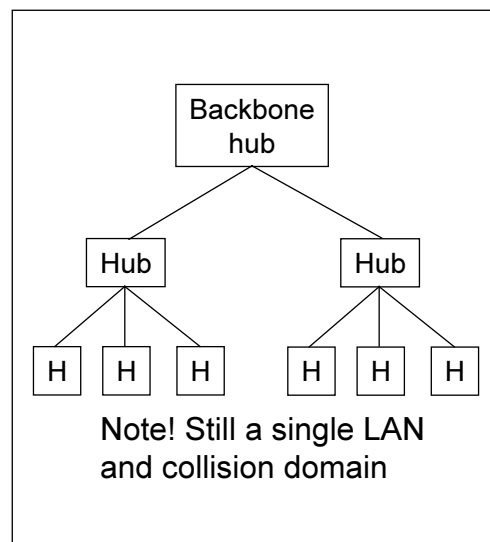 Backbone
hub
Hub
Hub
H
H
H
H
H
H
Note! Still a single LAN
and collision domain